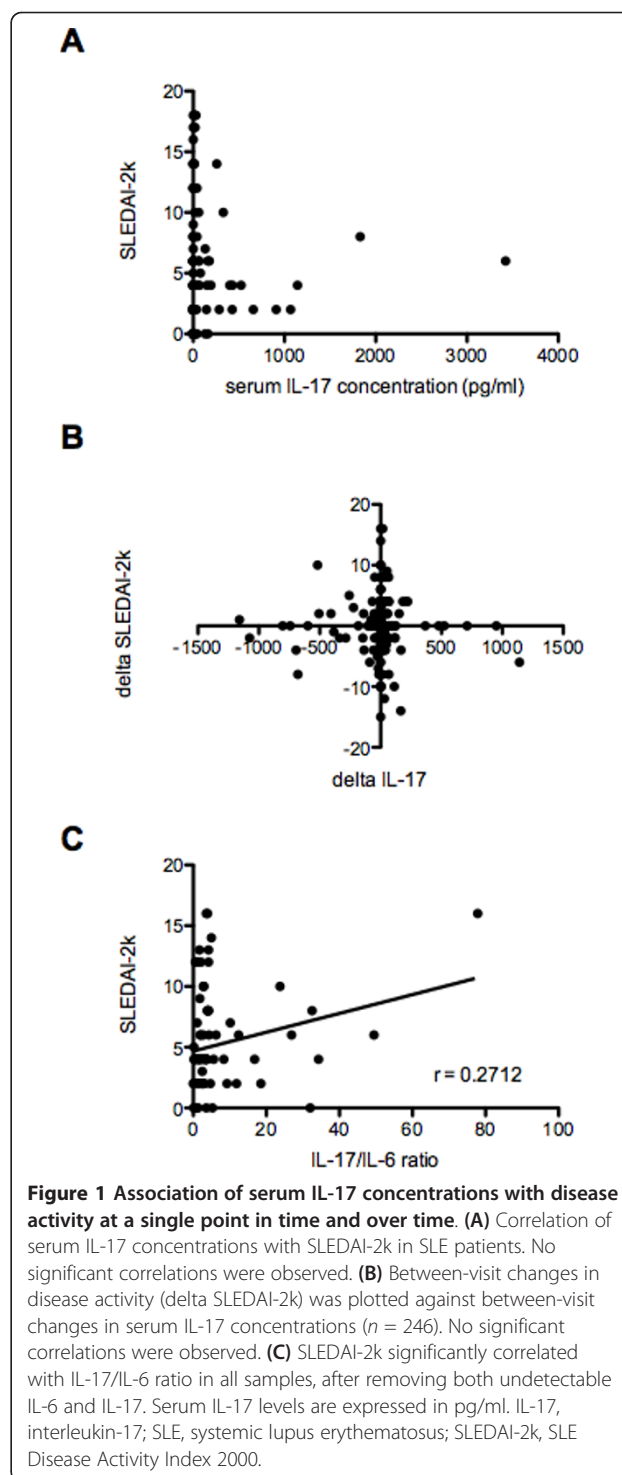 A
20
15
10
5
0
SLEDAI-2k
0 1000 2000 3000 4000
serum IL-17 concentration (pg/ml)
B
20
10
-10
-20
delta SLEDAI-2k
-1500 -1000 -500 0 500 1000 1500
delta IL-17
C
20
15
10
5
0
SLEDAI-2k
r = 0.2712
0 20 40 60 80 100
IL-17/IL-6 ratio
Figure 1 Association of serum IL-17 concentrations with disease
activity at a single point in time and over time. (A) Correlation of
serum IL-17 concentrations with SLEDAI-2k in SLE patients. No
significant correlations were observed. (B) Between-visit changes in
disease activity (delta SLEDAI-2k) was plotted against between-visit
changes in serum IL-17 concentrations (n = 246). No significant
correlations were observed. (C) SLEDAI-2k significantly correlated
with IL-17/IL-6 ratio in all samples, after removing both undetectable
IL-6 and IL-17. Serum IL-17 levels are expressed in pg/ml. IL-17,
interleukin-17; SLE, systemic lupus erythematosus; SLEDAI-2k, SLE
Disease Activity Index 2000.